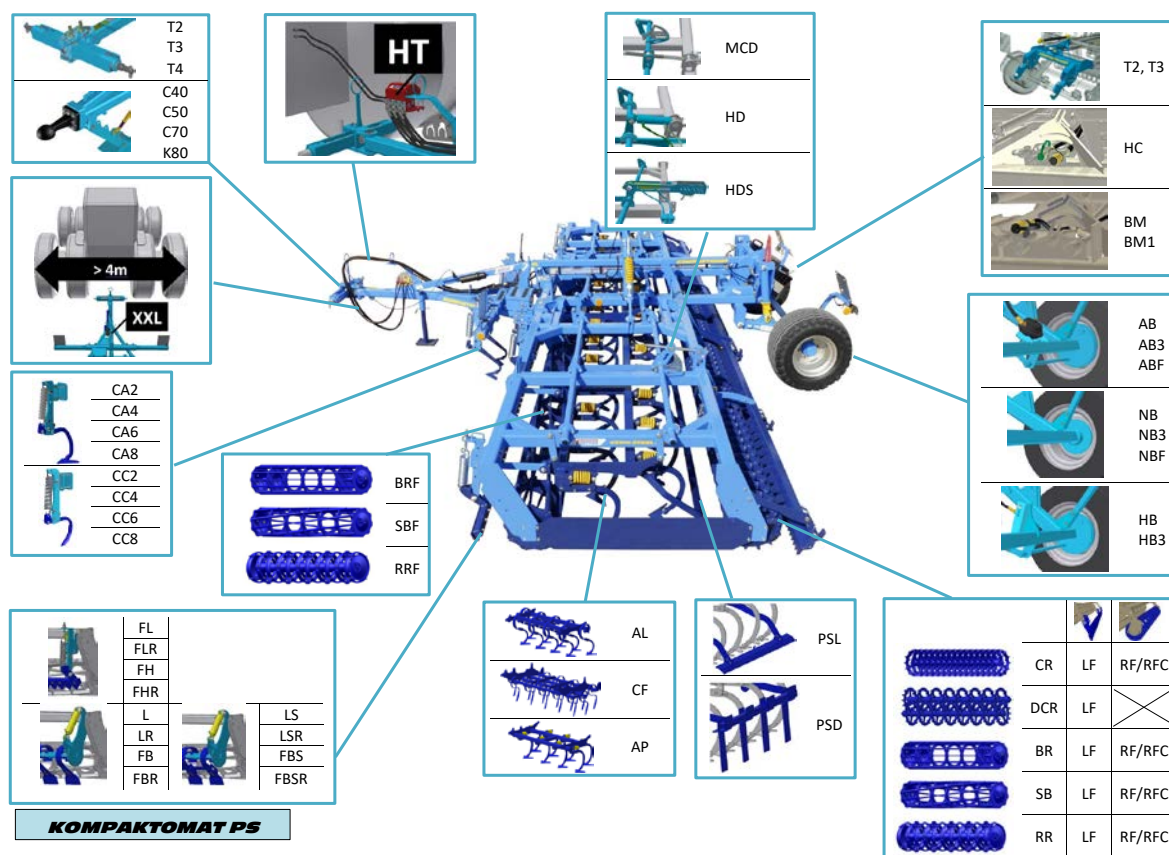 T2
T3
T4
C40
C50
C70
K80
HT
MCD
HD
HDS
T2, T3
HC
BM
BM1
> 4m
XXL
AB
AB3
ABF
NB
NB3
NBF
HB
HB3
CA2
CA4
CA6
CA8
CC2
CC4
CC6
CC8
BRF
SBF
RRF
FL
FLR
FH
FHR
L
LR
FB
FBR
LS
LSR
FBS
FBSR
AL
CF
AP
PSL
PSD
CR LF RF/RFC
DCR LF
BR LF RF/RFC
SB LF RF/RFC
RR LF RF/RFC
KOMPAKTOMAT PS